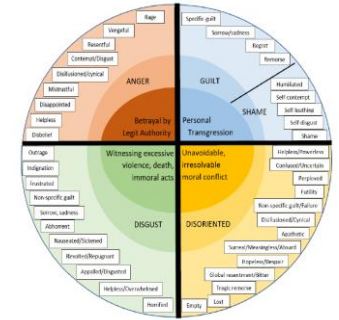 Rage
Vengeful
Resentful
Contempt/Disgust
Disillusioned/cynical
Mistrustful
Disappointed
Helpless
Disbelief
ANGER
Betrayal by
Legit Authority
Specific-guilt
Sorrow/sadness
Regret
Remorse
GUILT
SHAME
Humiliated
Self-contempt
Self-loathing
Self-disgust
Shame
Personal
Transgression
Outrage
Indignation
Frustrated
Non-specific guilt
Sorrow, sadness
Abhorrent
Nauseated/Sickened
Revolted/Repugnant
Appalled/Disgusted
Helpless/Overwhelmed
Horrified
Witnessing excessive
violence, death,
immoral acts
DISGUST
Unavoidable,
Irresolvable
moral conflict
DISORIENTED
Helpless/Powerless
Confused/Uncertain
Perplexed
Futility
Non-specific guilt/Failure
Disillusioned/Cynical
Apathetic
Surreal/Meaningless/Absurd
Hopeless/Despair
Global resentment/Bitter
Tragic remorse
Lost
Empty